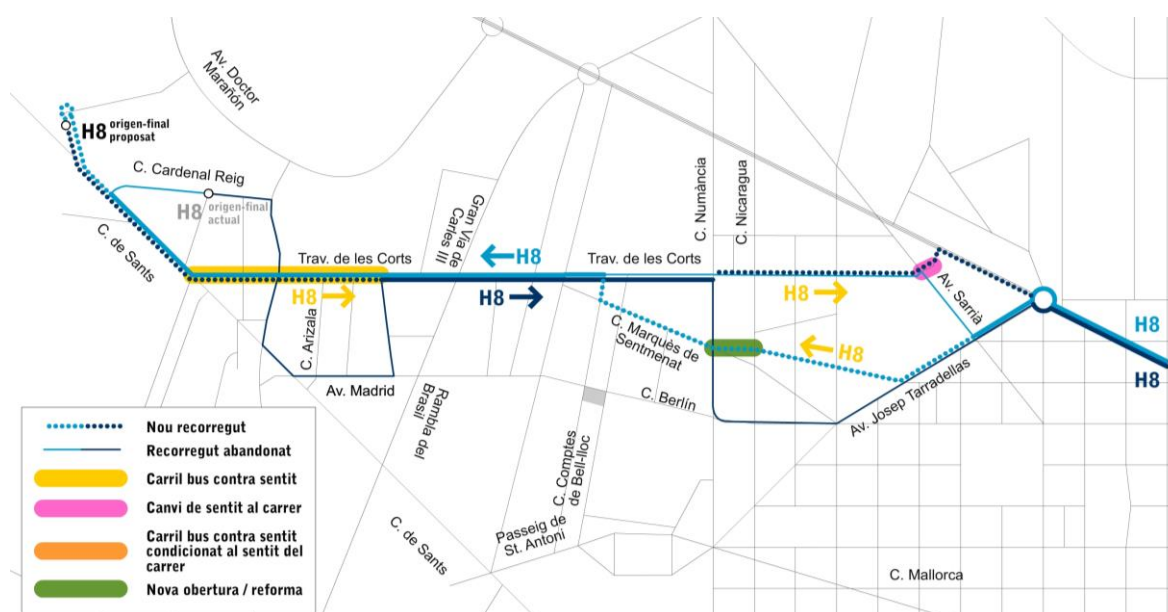 Av. Doctor
Marañón
H8 origen-final
proposat
C. Cardenal Reig
H8 origen-final
actual
C. de Sants
Trav. de les Corts
H8
C. Arizala
Av. Madrid
Gran Via de
Carles III
H8
H8
Rambla del
Brasil
Trav. de les Corts
C. Numància
C. Nicaragua
H8
Av. Sarrià
H8
C. Marquès de
Sentmenat
C. Berlín
Av. Josep Tarradellas
H8
H8
C. Comptes
de Bell-lloc
Passeig de
St. Antoni
C. de Sants
C. Mallorca
Nou recorregut
Recorregut abandonat
Carril bus contra sentit
Canvi de sentit al carrer
Carril bus contra sentit
condicionat al sentit del
carrer
Nova obertura / reforma